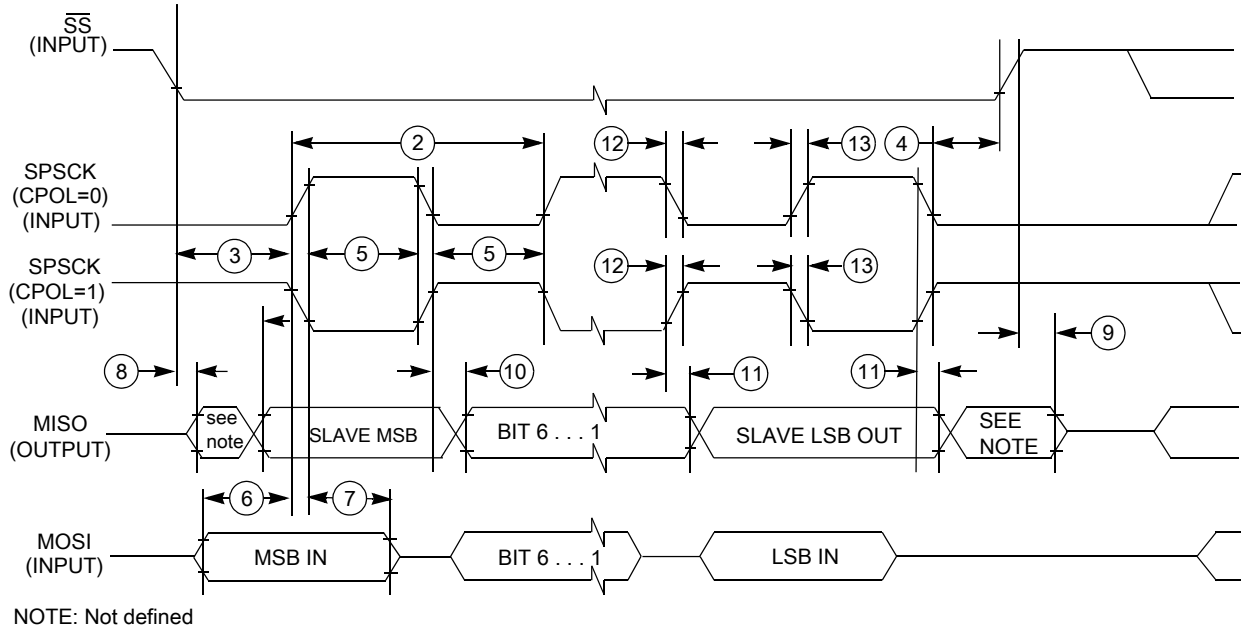 SS
(INPUT)
2
12
13
4
SPSCK
(CPOL=0)
(INPUT)
3
5
5
12
13
SPSCK
(CPOL=1)
(INPUT)
9
8
10
11
11
MISO
(OUTPUT)
see
note
SLAVE MSB
BIT 6 . . . 1
SLAVE LSB OUT
SEE
NOTE
6
7
MOSI
(INPUT)
MSB IN
BIT 6 . . . 1
LSB IN
NOTE: Not defined